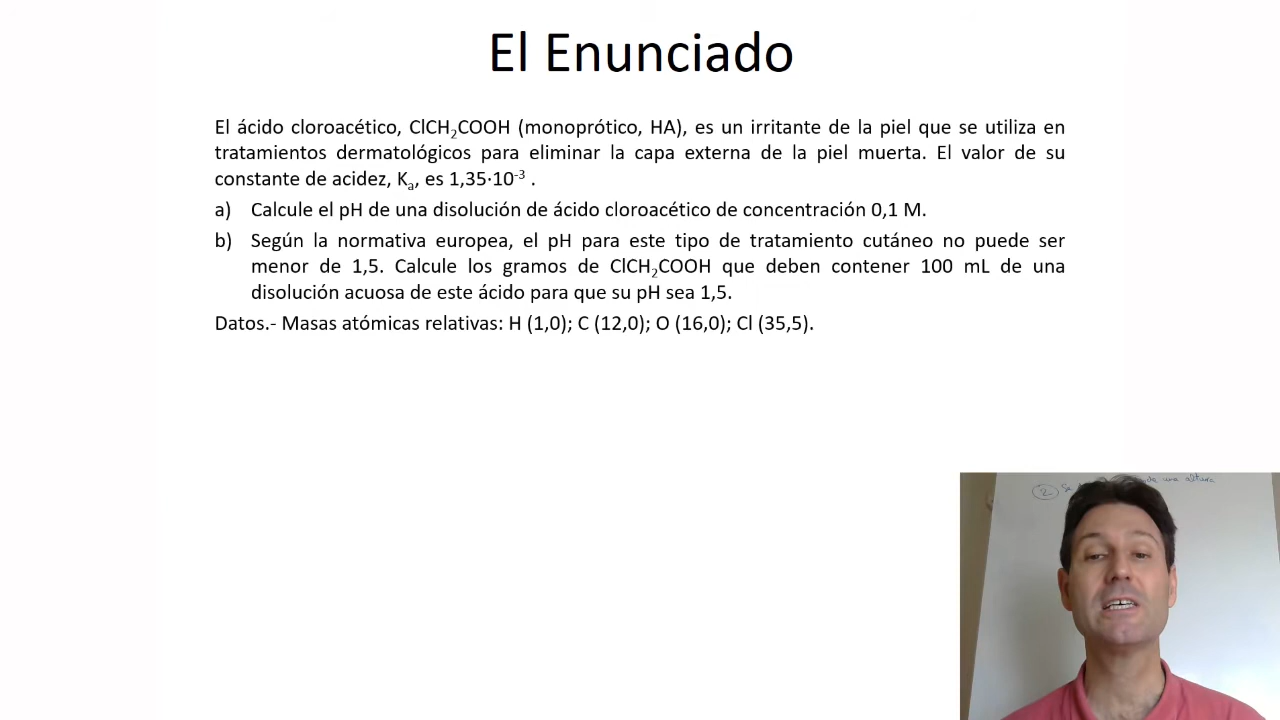 El Enunciado
El ácido cloroacético, ClCH₂COOH (monoprótico, HA), es un irritante de la piel que se utiliza en
tratamientos dermatológicos para eliminar la capa externa de la piel muerta. El valor de su
constante de acidez, Kₐ, es 1,35·10⁻³ .
a) Calcule el pH de una disolución de ácido cloroacético de concentración 0,1 M.
b) Según la normativa europea, el pH para este tipo de tratamiento cutáneo no puede ser
menor de 1,5. Calcule los gramos de ClCH₂COOH que deben contener 100 mL de una
disolución acuosa de este ácido para que su pH sea 1,5.
Datos.- Masas atómicas relativas: H (1,0); C (12,0); O (16,0); Cl (35,5).
2. una altura